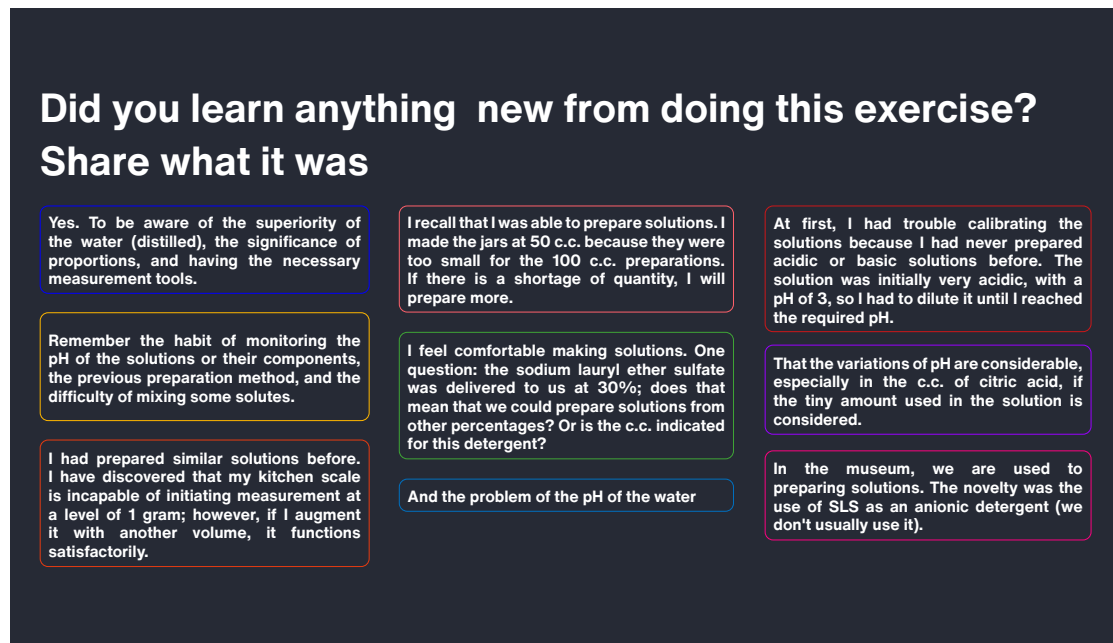 Did you learn anything  new from doing this exercise?
Share what it was
Yes. To be aware of the superiority of
the water (distilled), the significance of
proportions, and having the necessary
measurement tools.
Remember the habit of monitoring the
pH of the solutions or their components,
the previous preparation method, and the
difficulty of mixing some solutes.
I had prepared similar solutions before.
I have discovered that my kitchen scale
is incapable of initiating measurement at
a level of 1 gram; however, if I augment
it with another volume, it functions
satisfactorily.
I recall that I was able to prepare solutions. I
made the jars at 50 c.c. because they were
too small for the 100 c.c. preparations.
If there is a shortage of quantity, I will
prepare more.
I feel comfortable making solutions. One
question: the sodium lauryl ether sulfate
was delivered to us at 30%; does that
mean that we could prepare solutions from
other percentages? Or is the c.c. indicated
for this detergent?
And the problem of the pH of the water
At first, I had trouble calibrating the
solutions because I had never prepared
acidic or basic solutions before. The
solution was initially very acidic, with a
pH of 3, so I had to dilute it until I reached
the required pH.
That the variations of pH are considerable,
especially in the c.c. of citric acid, if
the tiny amount used in the solution is
considered.
In the museum, we are used to
preparing solutions. The novelty was the
use of SLS as an anionic detergent (we
don't usually use it).